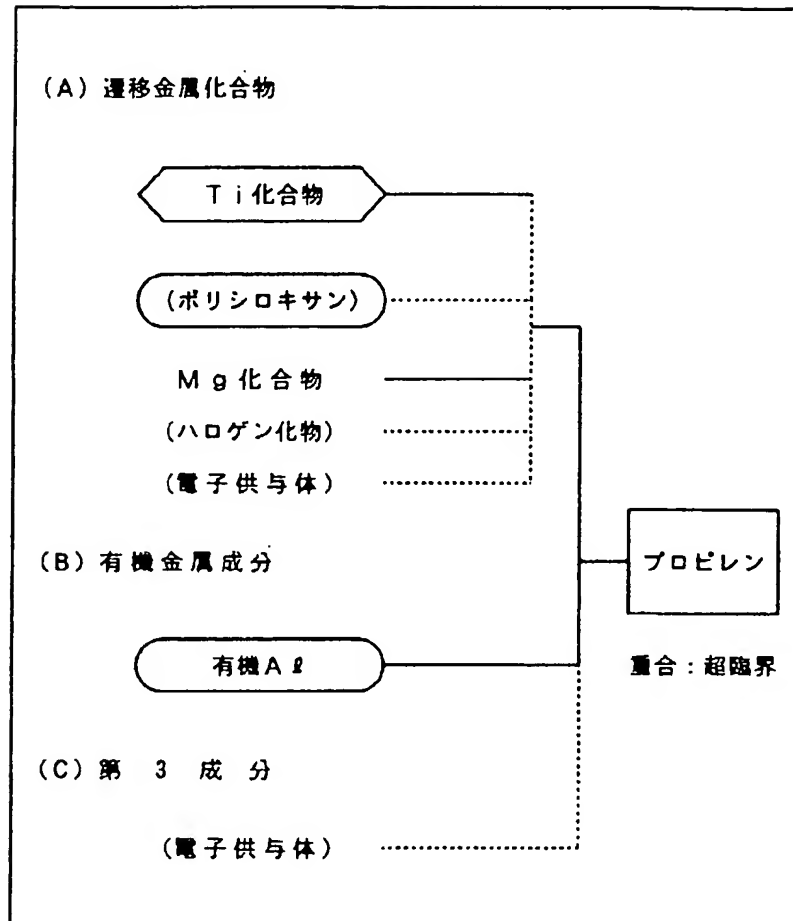 (A) 遷移金属化合物
Ti化合物
(ポリシロキサン)
Mg化合物
(ハロゲン化物)
(電子供与体)
(B) 有機金属成分
プロピレン
有機Aℓ
重合:超臨界
(C) 第 3 成 分
(電子供与体)